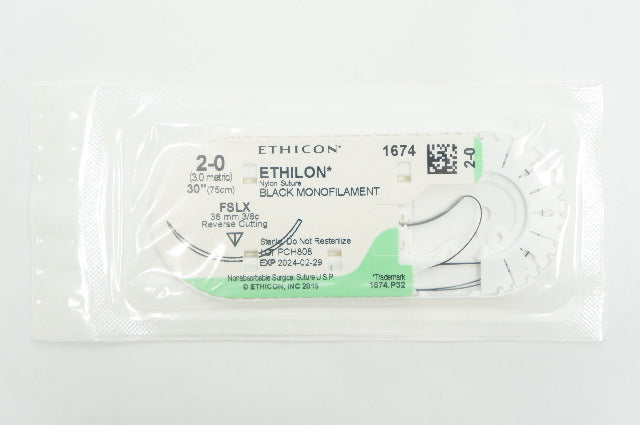 ETHICON*
1674
2-0
2-0
(3.0 metric)
30" (75cm)
ETHILON*
Nylon Suture
BLACK MONOFILAMENT
FSLX
36 mm 3/8c
Reverse Cutting
Sterile Do Not Resterilize
LOT PCH808
EXP 2024-02-29
Nonabsorbable Surgical Suture U.S.P.
© ETHICON, INC 2015
*Trademark
1674.P32